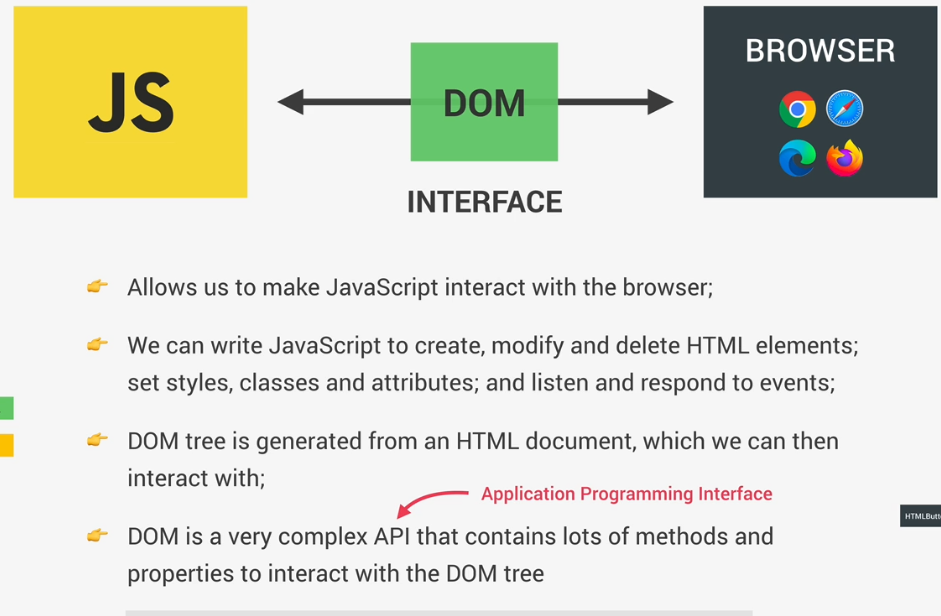 JS
DOM
BROWSER
INTERFACE
Allows us to make JavaScript interact with the browser;
We can write JavaScript to create, modify and delete HTML elements;
set styles, classes and attributes; and listen and respond to events;
DOM tree is generated from an HTML document, which we can then
interact with;
Application Programming Interface
DOM is a very complex API that contains lots of methods and
properties to interact with the DOM tree
HTMLButt